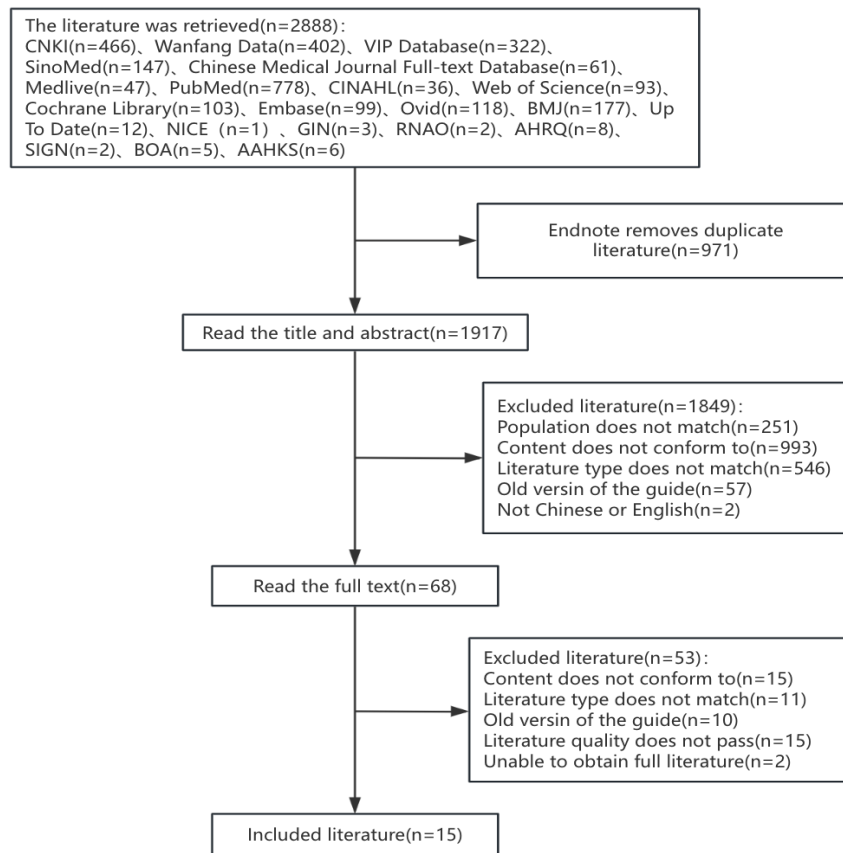 The literature was retrieved(n=2888)：
CNKI(n=466)、Wanfang Data(n=402)、VIP Database(n=322)、
SinoMed(n=147)、Chinese Medical Journal Full-text Database(n=61)、
Medlive(n=47)、PubMed(n=778)、CINAHL(n=36)、Web of Science(n=93)、
Cochrane Library(n=103)、Embase(n=99)、Ovid(n=118)、BMJ(n=177)、Up
To Date(n=12)、NICE（n=1）、GIN(n=3)、RNAO(n=2)、AHRQ(n=8)、
SIGN(n=2)、BOA(n=5)、AAHKS(n=6)
Endnote removes duplicate
literature(n=971)
Read the title and abstract(n=1917)
Excluded literature(n=1849)：
Population does not match(n=251)
Content does not conform to(n=993)
Literature type does not match(n=546)
Old versin of the guide(n=57)
Not Chinese or English(n=2)
Read the full text(n=68)
Excluded literature(n=53)：
Content does not conform to(n=15)
Literature type does not match(n=11)
Old versin of the guide(n=10)
Literature quality does not pass(n=15)
Unable to obtain full literature(n=2)
Included literature(n=15)